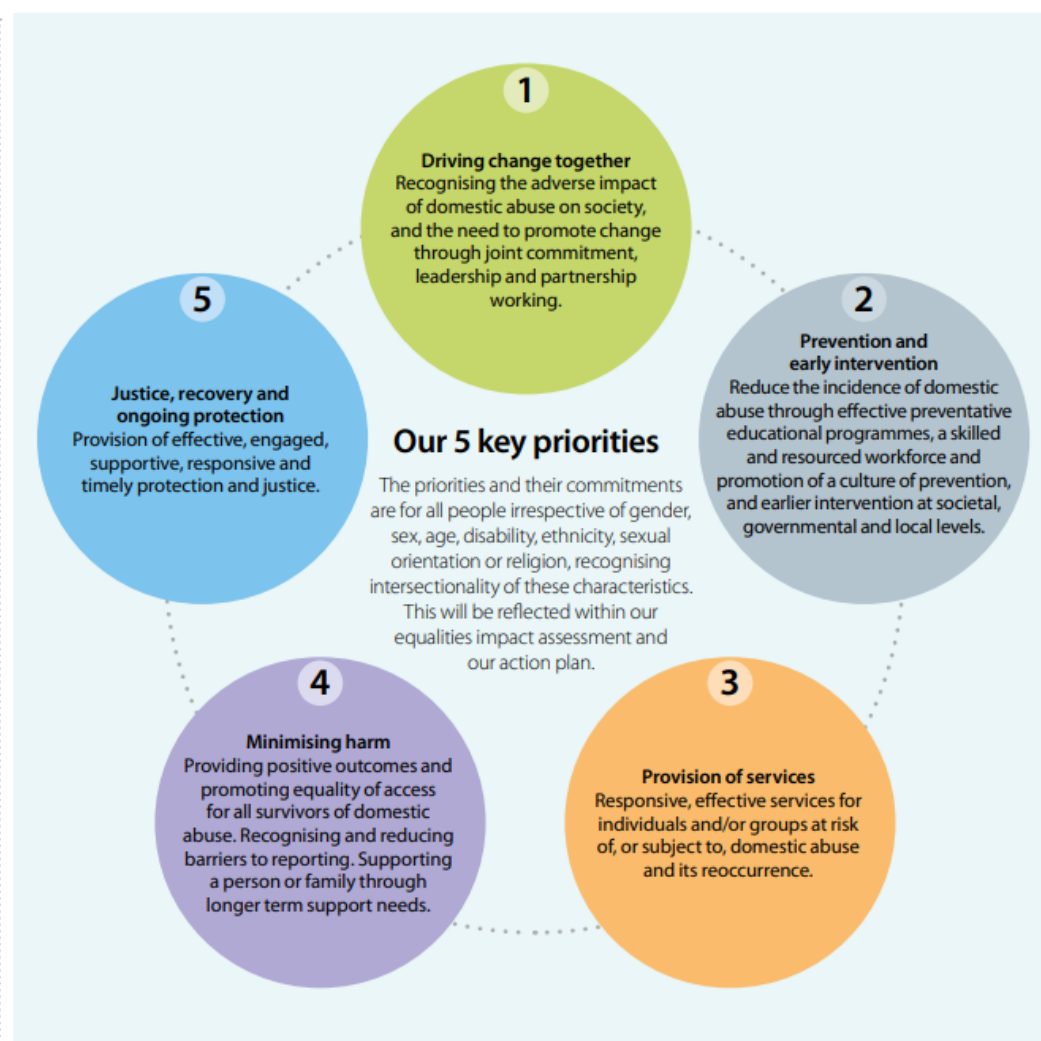 1
Driving change together
Recognising the adverse impact
of domestic abuse on society,
and the need to promote change
through joint commitment,
leadership and partnership
working.
2
Prevention and
early intervention
Reduce the incidence of domestic
abuse through effective preventative
educational programmes, a skilled
and resourced workforce and
promotion of a culture of prevention,
and earlier intervention at societal,
governmental and local levels.
3
Provision of services
Responsive, effective services for
individuals and/or groups at risk
of, or subject to, domestic abuse
and its reoccurrence.
4
Minimising harm
Providing positive outcomes and
promoting equality of access
for all survivors of domestic
abuse. Recognising and reducing
barriers to reporting. Supporting
a person or family through
longer term support needs.
5
Justice, recovery and
ongoing protection
Provision of effective, engaged,
supportive, responsive and
timely protection and justice.
Our 5 key priorities
The priorities and their commitments
are for all people irrespective of gender,
sex, age, disability, ethnicity, sexual
orientation or religion, recognising
intersectionality of these characteristics.
This will be reflected within our
equalities impact assessment and
our action plan.